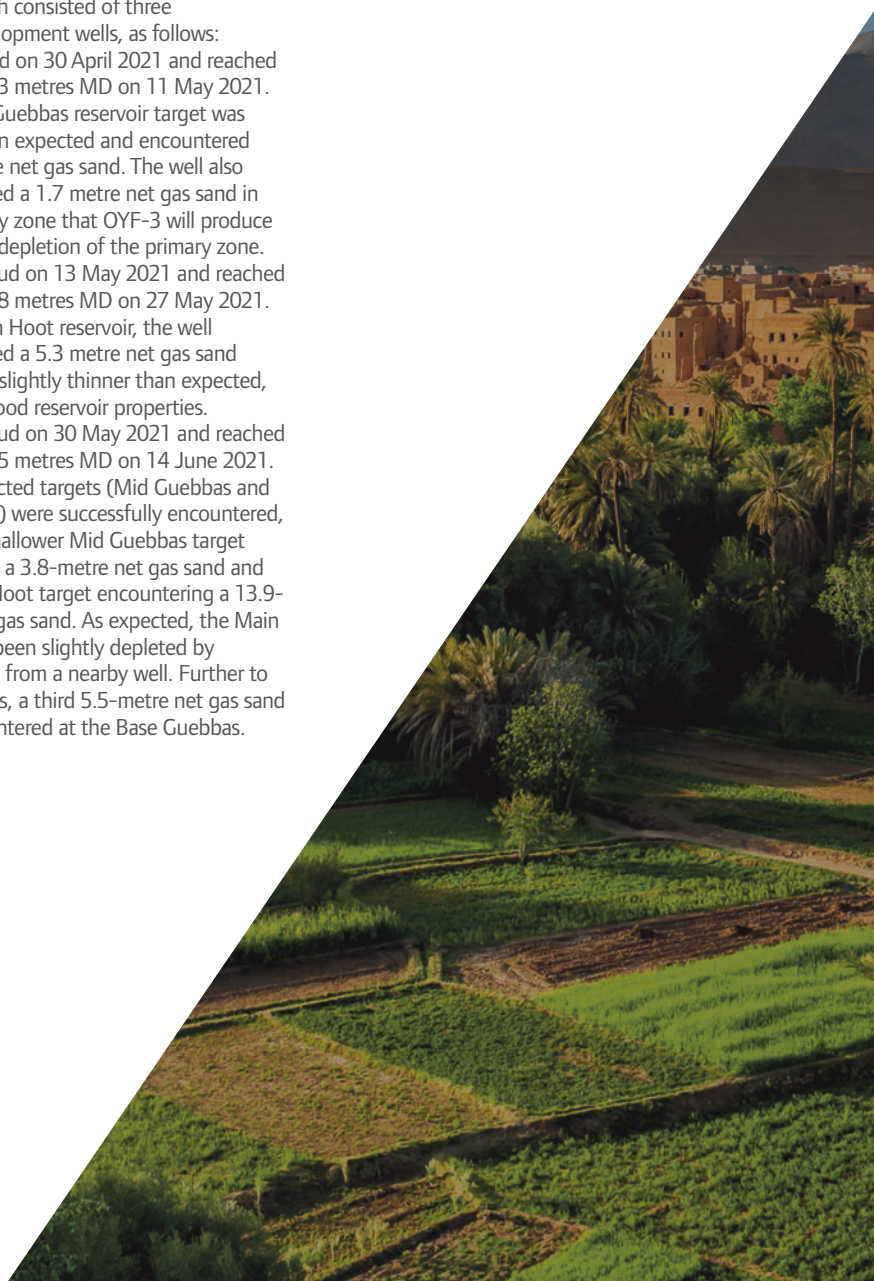 h consisted of three
opment wells, as follows:
d on 30 April 2021 and reached
3 metres MD on 11 May 2021.
Guebbas reservoir target was
n expected and encountered
e net gas sand. The well also
ed a 1.7 metre net gas sand in
y zone that OYF-3 will produce
depletion of the primary zone.
ud on 13 May 2021 and reached
8 metres MD on 27 May 2021.
n Hoot reservoir, the well
ed a 5.3 metre net gas sand
slightly thinner than expected,
ood reservoir properties.
ud on 30 May 2021 and reached
5 metres MD on 14 June 2021.
cted targets (Mid Guebbas and
) were successfully encountered,
allower Mid Guebbas target
a 3.8-metre net gas sand and
Hoot target encountering a 13.9-
gas sand. As expected, the Main
been slightly depleted by
from a nearby well. Further to
s, a third 5.5-metre net gas sand
ntered at the Base Guebbas.